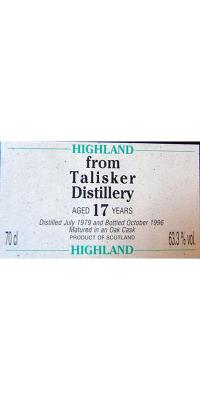 HIGHLAND
from
Talisker
Distillery
AGED 17 YEARS
Distilled July 1979 and Bottled October 1996
Matured in an Oak Cask
70 cl PRODUCT OF SCOTLAND 63.3 % vol
HIGHLAND